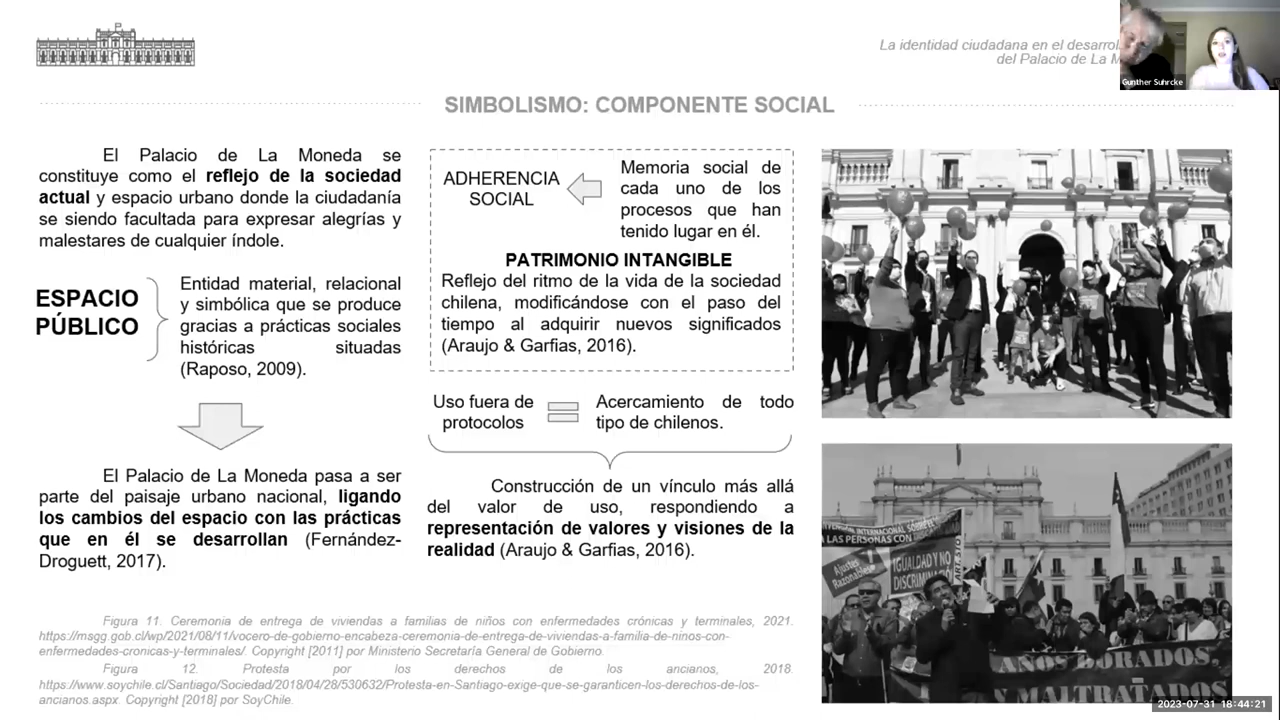 La identidad ciudadana en el desarrol
del Palacio de La M
Gunther Suhrcke
SIMBOLISMO: COMPONENTE SOCIAL
El Palacio de La Moneda se
constituye como el reflejo de la sociedad
actual y espacio urbano donde la ciudadanía
se siendo facultada para expresar alegrías y
malestares de cualquier índole.
ESPACIO
PÚBLICO
Entidad material, relacional
y simbólica que se produce
gracias a prácticas sociales
históricas situadas
(Raposo, 2009).
El Palacio de La Moneda pasa a ser
parte del paisaje urbano nacional, ligando
los cambios del espacio con las prácticas
que en él se desarrollan (Fernández-
Droguett, 2017).
ADHERENCIA
SOCIAL
Memoria social de
cada uno de los
procesos que han
tenido lugar en él.
PATRIMONIO INTANGIBLE
Reflejo del ritmo de la vida de la sociedad
chilena, modificándose con el paso del
tiempo al adquirir nuevos significados
(Araujo & Garfias, 2016).
Uso fuera de
protocolos
Acercamiento de todo
tipo de chilenos.
Construcción de un vínculo más allá
del valor de uso, respondiendo a
representación de valores y visiones de la
realidad (Araujo & Garfias, 2016).
LAS PERSONAS CON
Ajustes
Razonables
IGUALDAD Y NO
AÑOS DORADOS,
Y MALTRATADOS
Figura 11. Ceremonia de entrega de viviendas a familias de niños con enfermedades crónicas y terminales, 2021.
https://msgg.gob.cl/wp/2021/08/11/vocero-de-gobierno-encabeza-ceremonia-de-entrega-de-viviendas-a-familia-de-ninos-con-
enfermedades-cronicas-y-terminales/. Copyright [2011] por Ministerio Secretaría General de Gobierno.
Figura 12. Protesta por los derechos de los ancianos, 2018.
https://www.soychile.cl/Santiago/Sociedad/2018/04/28/530632/Protesta-en-Santiago-exige-que-se-garanticen-los-derechos-de-los-
ancianos.aspx. Copyright [2018] por SoyChile.
2023-07-31 18:44:21